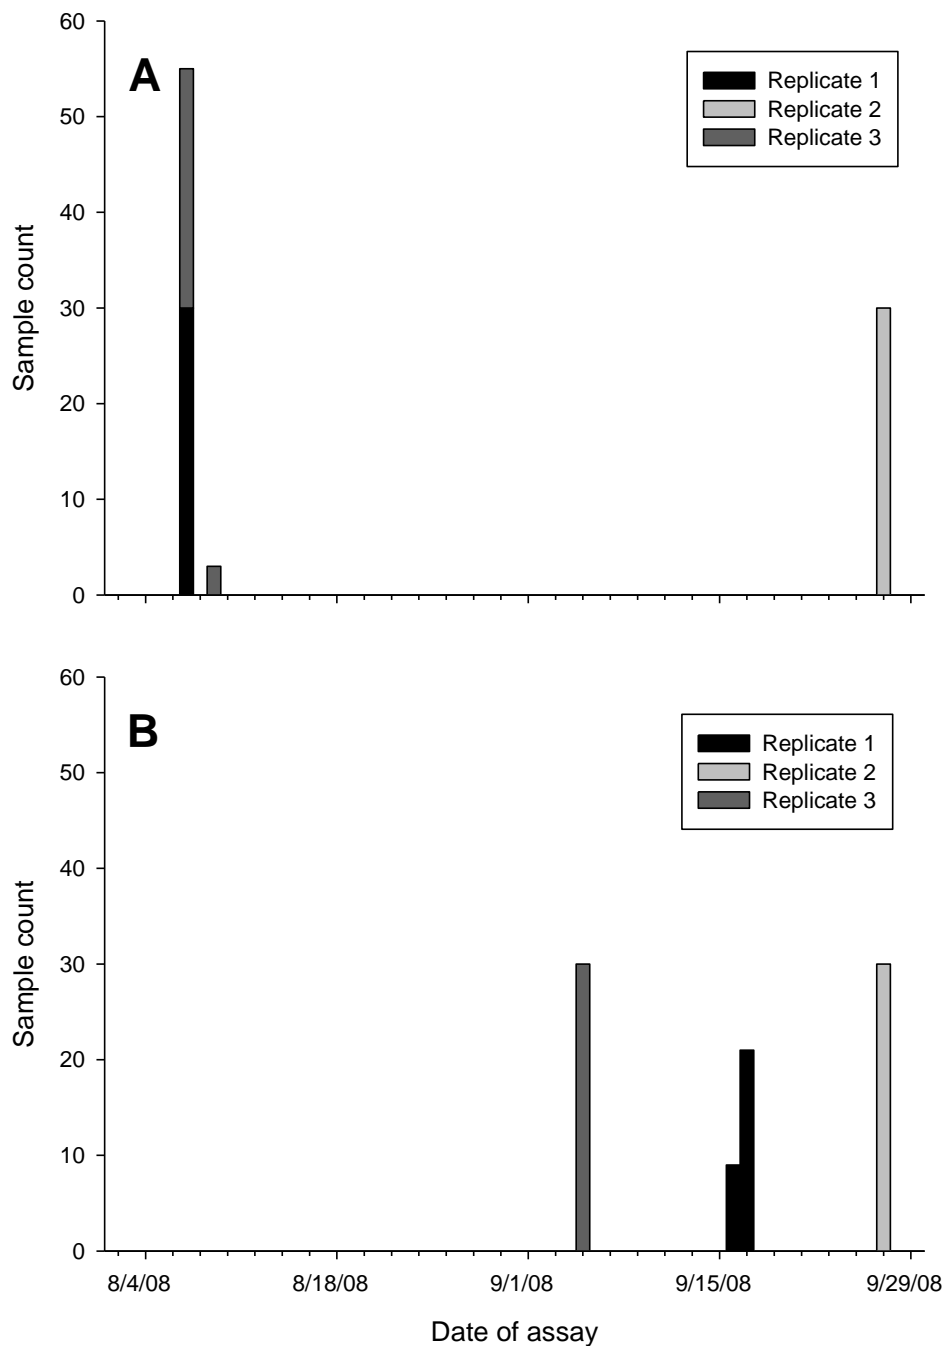 60
A
Replicate 1
Replicate 2
Replicate 3
50
40
30
20
10
0
Sample count
60
B
Replicate 1
Replicate 2
Replicate 3
50
40
30
20
10
0
Sample count
8/4/08 8/18/08 9/1/08 9/15/08 9/29/08
Date of assay